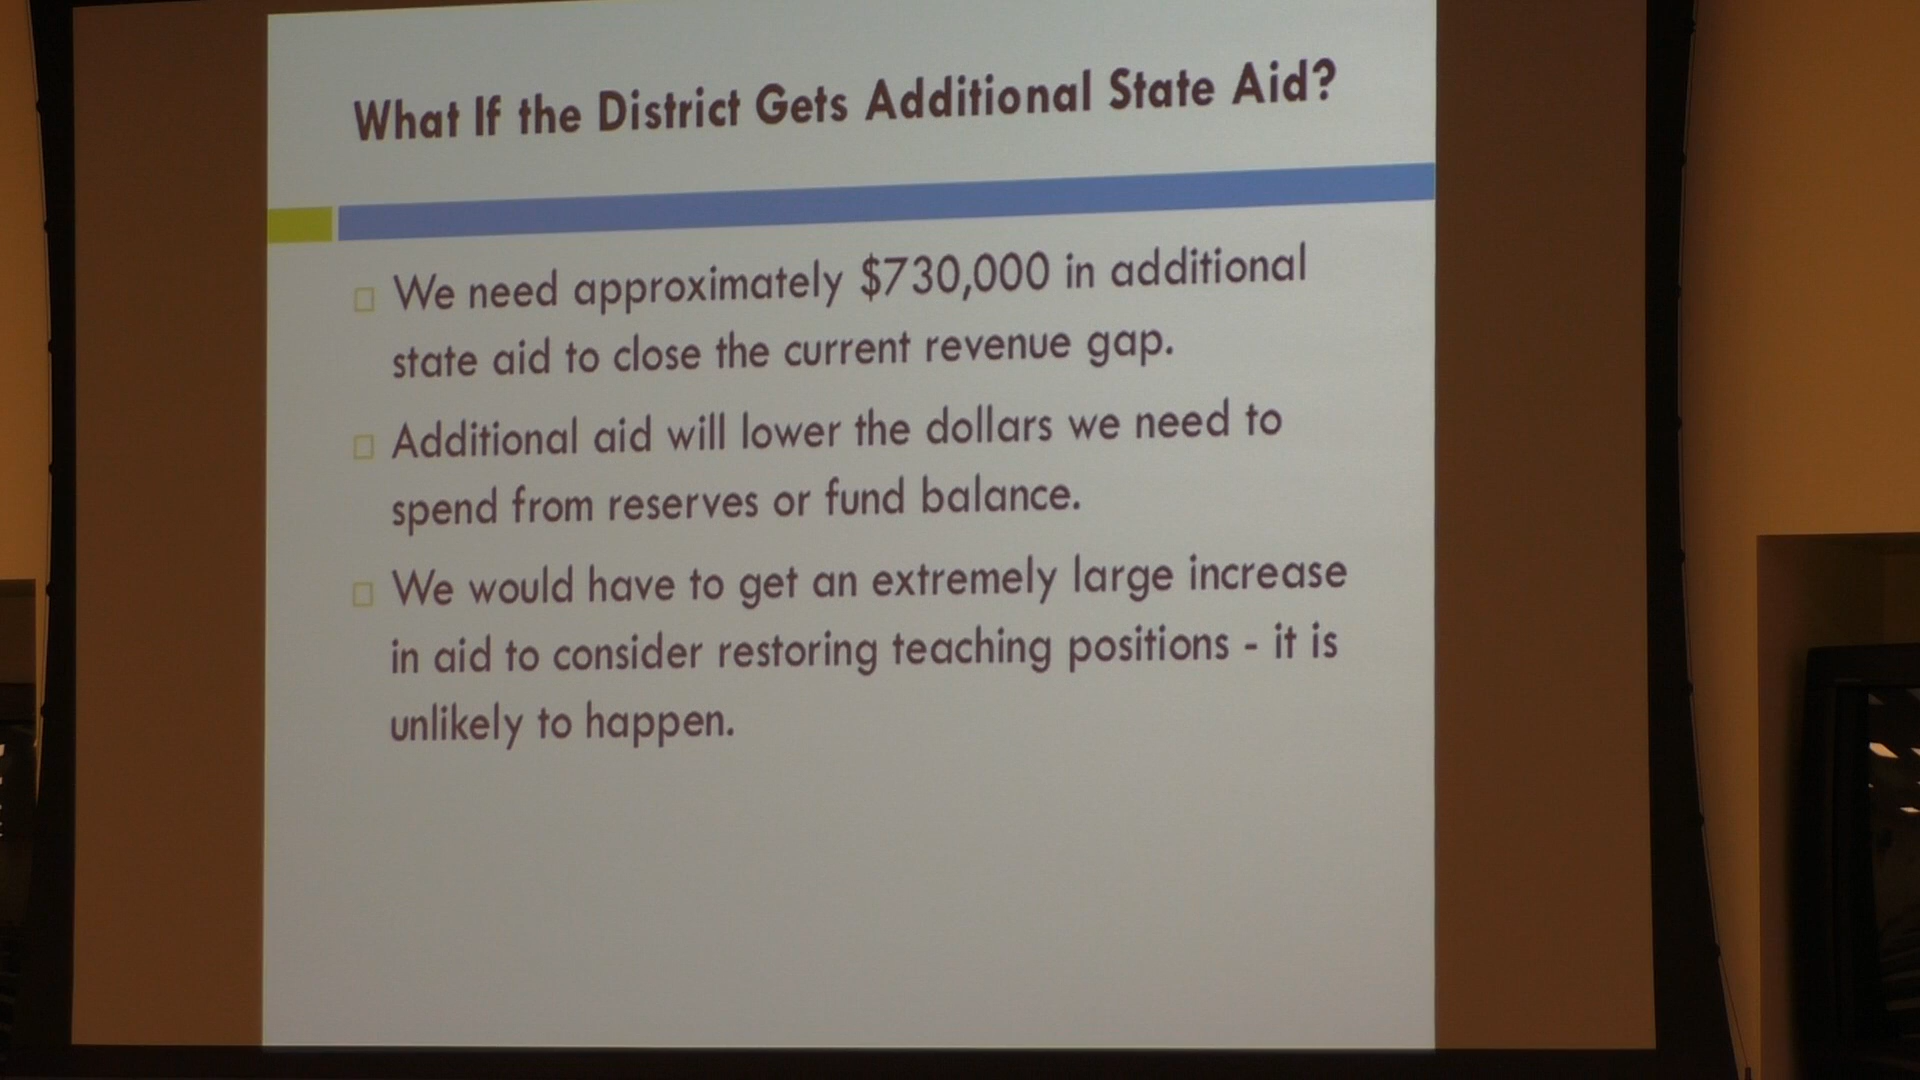 What If the District Gets Additional State Aid?
We need approximately $730,000 in additional
state aid to close the current revenue gap.
Additional aid will lower the dollars we need to
spend from reserves or fund balance.
We would have to get an extremely large increase
in aid to consider restoring teaching positions - it is
unlikely to happen.